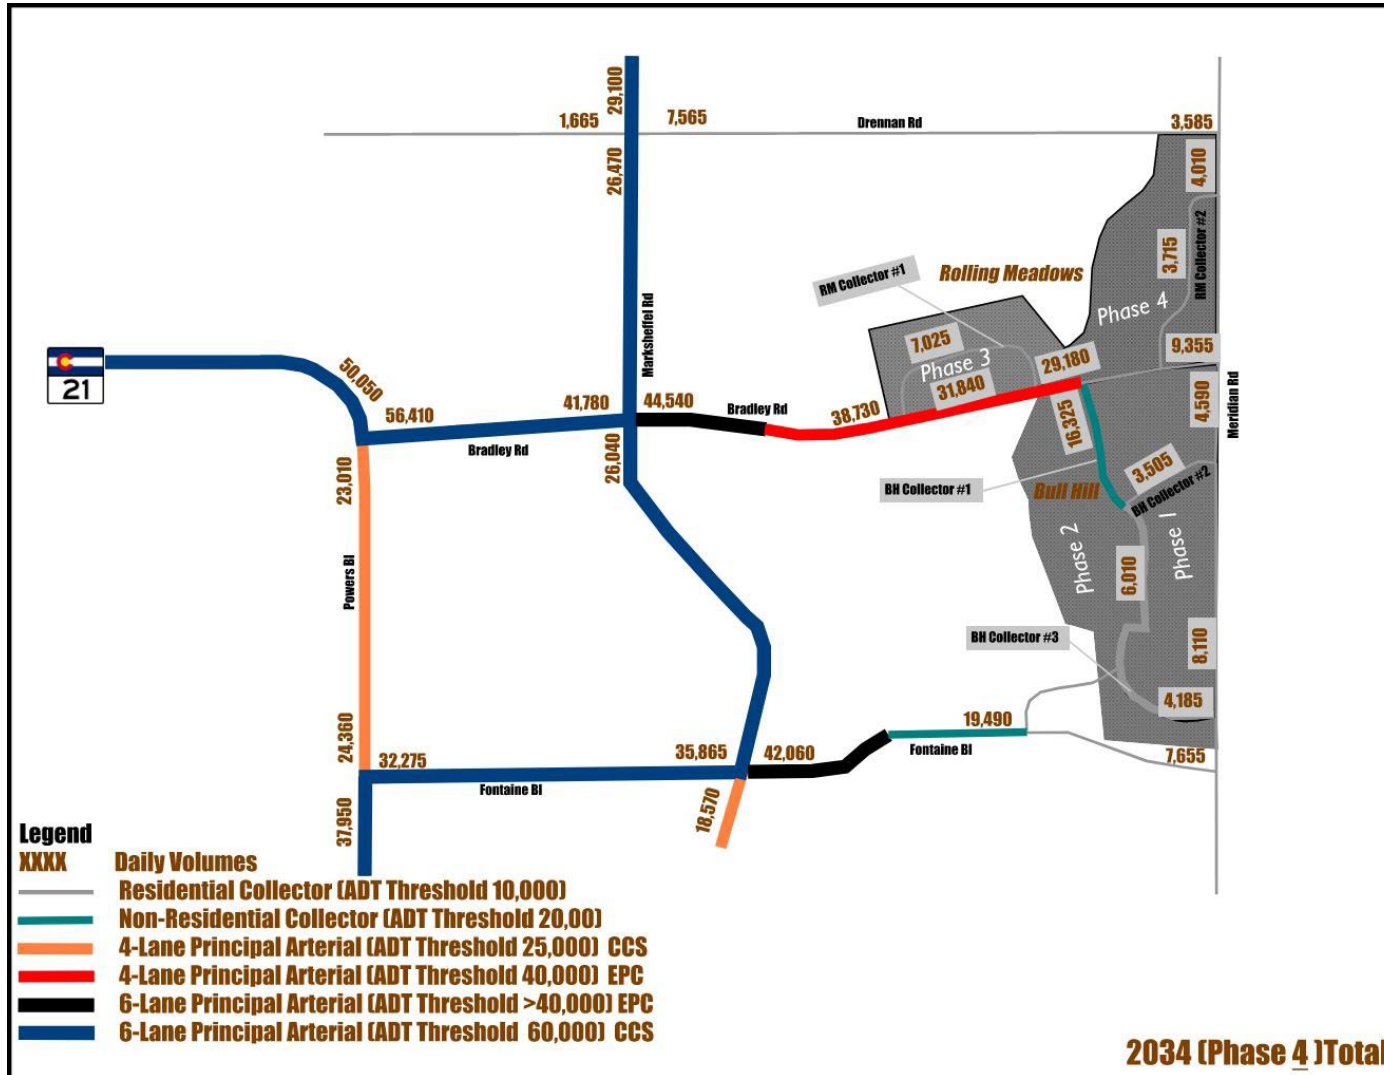 29,100
1,665
7,565
Drennan Rd
3,585
26,470
4,010
RM Collector #2
3,715
Rolling Meadows
RM Collector #1
Phase 4
Marksheffel Rd
7,025
Phase 3
9,355
21
50,050
29,180
31,840
4,590
Meridian Rd
56,410
41,780
44,540
Bradley Rd
38,730
16,325
Bradley Rd
26,040
23,010
3,505
BH Collector #2
BH Collector #1
Bull Hill
Phase 2
Phase 1
6,010
Powers Bl
BH Collector #3
8,110
4,185
24,360
19,490
32,275
35,865
42,060
Fontaine Bl
7,655
Fontaine Bl
18,570
37,950
Legend
XXXX Daily Volumes
Residential Collector (ADT Threshold 10,000)
Non-Residential Collector (ADT Threshold 20,00)
4-Lane Principal Arterial (ADT Threshold 25,000) CCS
4-Lane Principal Arterial (ADT Threshold 40,000) EPC
6-Lane Principal Arterial (ADT Threshold >40,000) EPC
6-Lane Principal Arterial (ADT Threshold 60,000) CCS
2034 (Phase 4 )Total